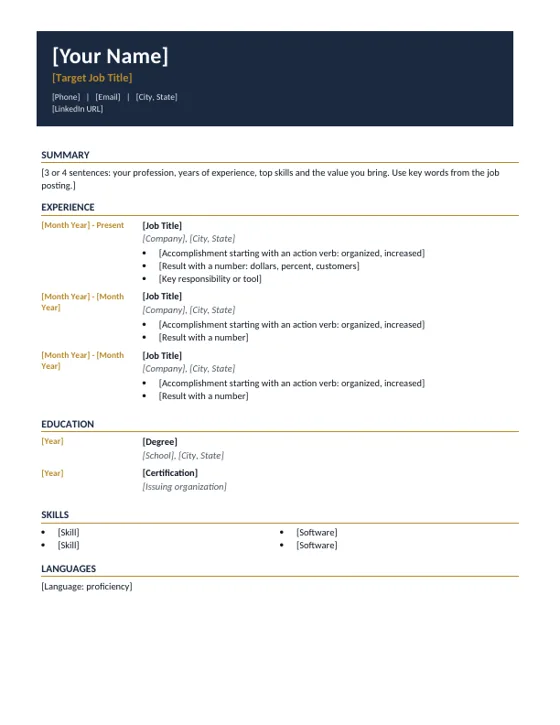 [Your Name]
[Target Job Title]
[Phone] | [Email] | [City, State]
[LinkedIn URL]
SUMMARY
[3 or 4 sentences: your profession, years of experience, top skills and the value you bring. Use key words from the job
posting.]
EXPERIENCE
[Month Year] - Present
[Job Title]
[Company], [City, State]
• [Accomplishment starting with an action verb: organized, increased]
• [Result with a number: dollars, percent, customers]
• [Key responsibility or tool]
[Month Year] - [Month
Year]
[Job Title]
[Company], [City, State]
• [Accomplishment starting with an action verb: organized, increased]
• [Result with a number]
[Month Year] - [Month
Year]
[Job Title]
[Company], [City, State]
• [Accomplishment starting with an action verb: organized, increased]
• [Result with a number]
EDUCATION
[Year]
[Degree]
[School], [City, State]
[Year]
[Certification]
[Issuing organization]
SKILLS
• [Skill]
• [Skill]
• [Software]
• [Software]
LANGUAGES
[Language: proficiency]